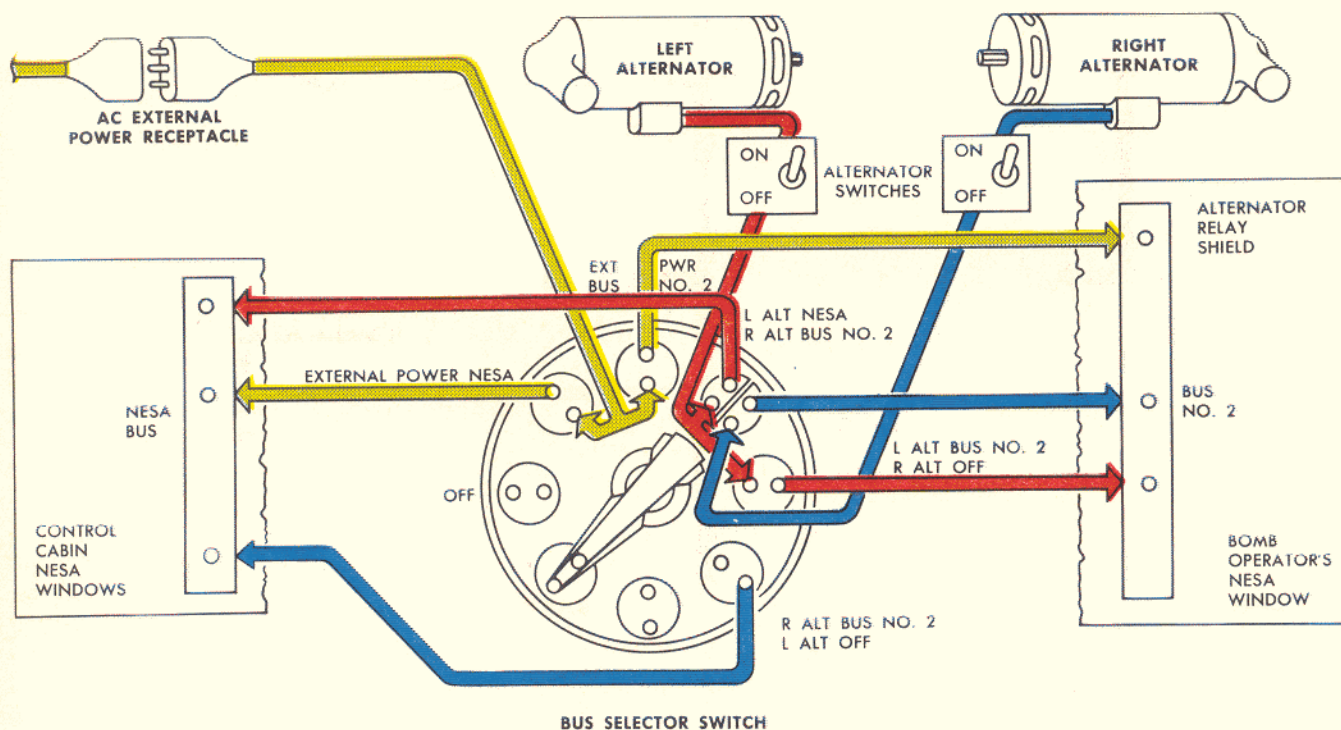 LEFT
ALTERNATOR
RIGHT
ALTERNATOR
AC EXTERNAL
POWER RECEPTACLE
ON
OFF
ALTERNATOR
SWITCHES
ON
OFF
ALTERNATOR
RELAY
SHIELD
EXT PWR
BUS NO. 2
L ALT NESA
R ALT BUS NO. 2
EXTERNAL POWER NESA
NESA
BUS
BUS
NO. 2
L ALT BUS NO. 2
R ALT OFF
OFF
CONTROL
CABIN
NESA
WINDOWS
BOMB
OPERATOR'S
NESA
WINDOW
R ALT BUS NO. 2
L ALT OFF
BUS SELECTOR SWITCH